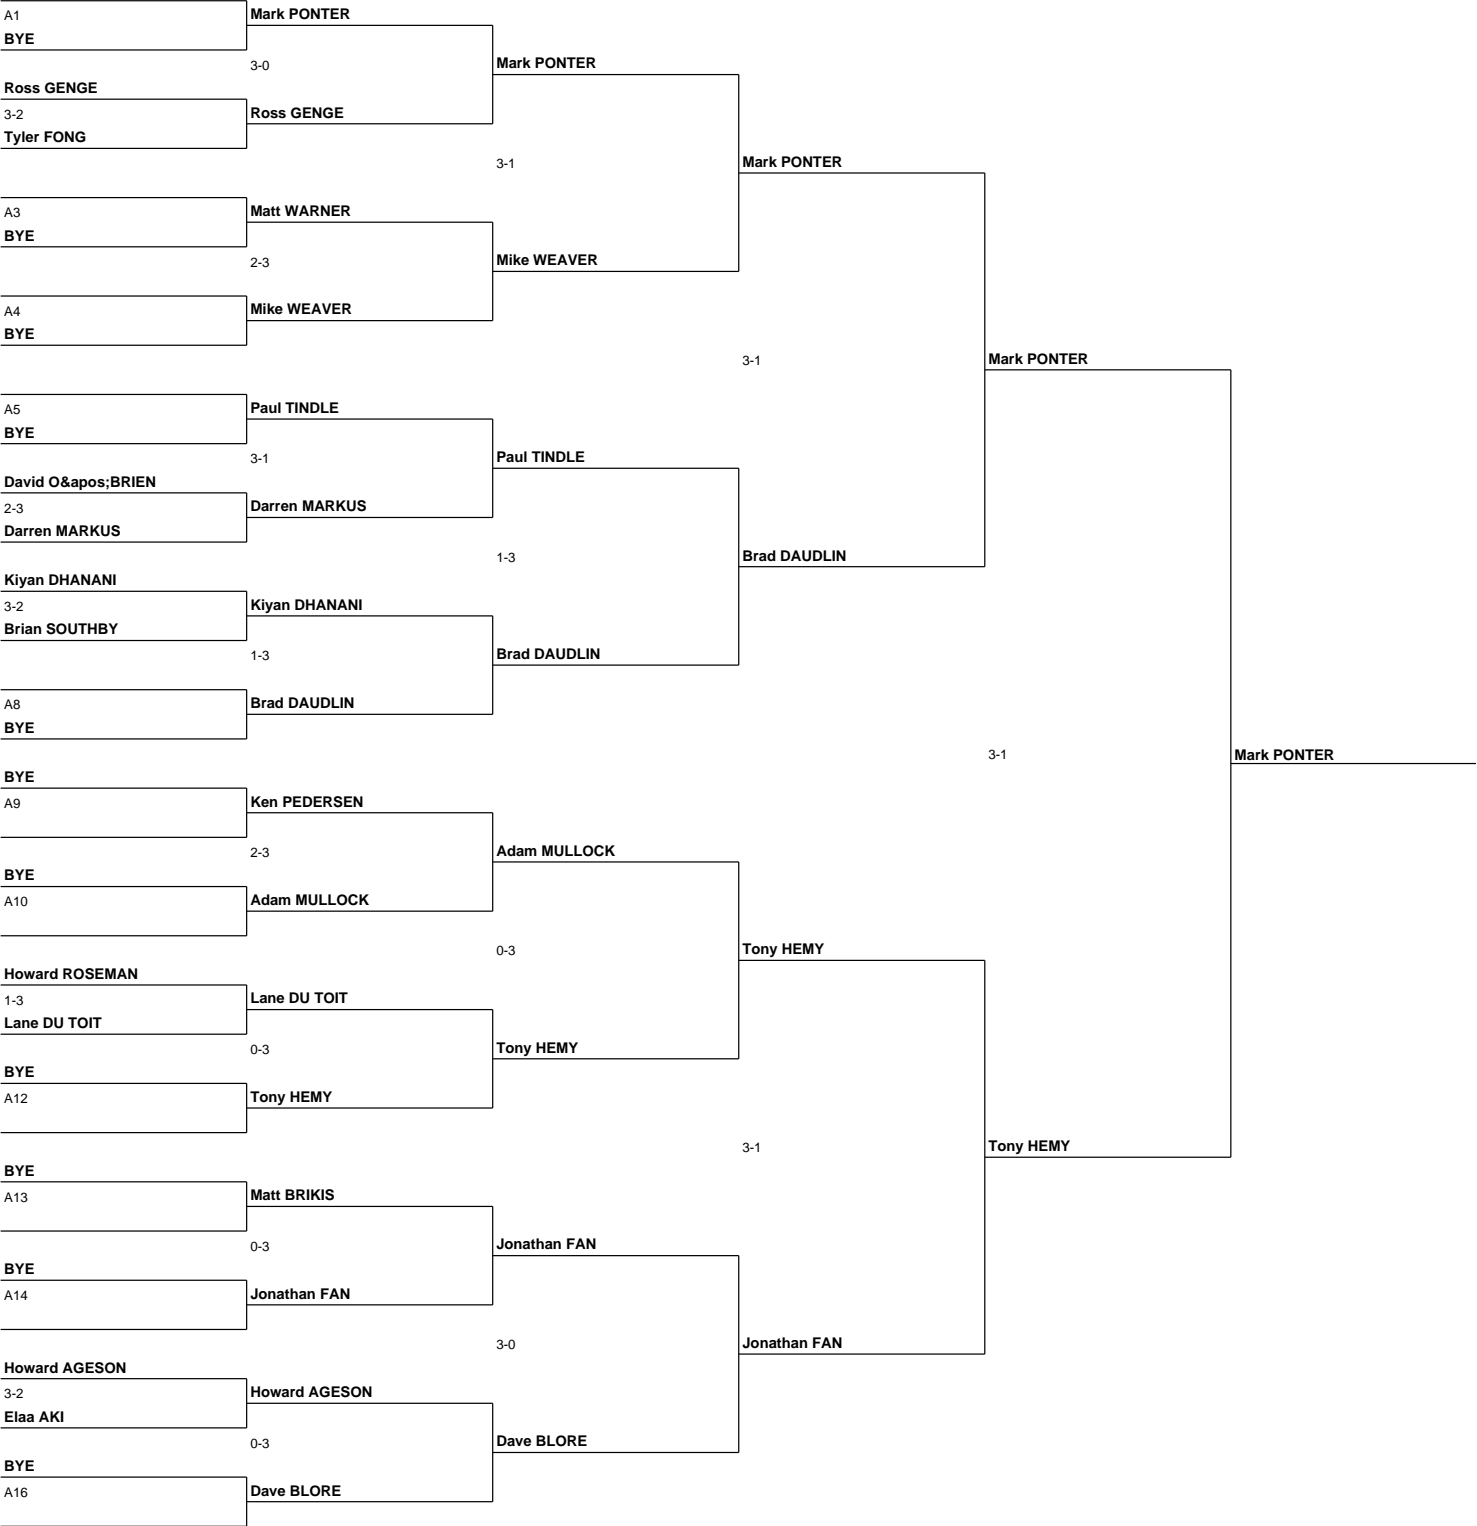 A1
Mark PONTER
BYE
3-0
Mark PONTER
Ross GENGE
3-2
Ross GENGE
Tyler FONG
3-1
Mark PONTER
A3
Matt WARNER
BYE
2-3
Mike WEAVER
A4
Mike WEAVER
BYE
3-1
Mark PONTER
A5
Paul TINDLE
BYE
3-1
Paul TINDLE
David O&apos;BRIEN
2-3
Darren MARKUS
Darren MARKUS
1-3
Brad DAUDLIN
Kiyan DHANANI
3-2
Kiyan DHANANI
Brian SOUTHBY
1-3
Brad DAUDLIN
A8
Brad DAUDLIN
BYE
3-1
Mark PONTER
BYE
A9
Ken PEDERSEN
2-3
Adam MULLOCK
BYE
A10
Adam MULLOCK
0-3
Tony HEMY
Howard ROSEMAN
1-3
Lane DU TOIT
Lane DU TOIT
0-3
Tony HEMY
BYE
A12
Tony HEMY
3-1
Tony HEMY
BYE
A13
Matt BRIKIS
0-3
Jonathan FAN
BYE
A14
Jonathan FAN
3-0
Jonathan FAN
Howard AGESON
3-2
Howard AGESON
Elaa AKI
0-3
Dave BLORE
BYE
A16
Dave BLORE